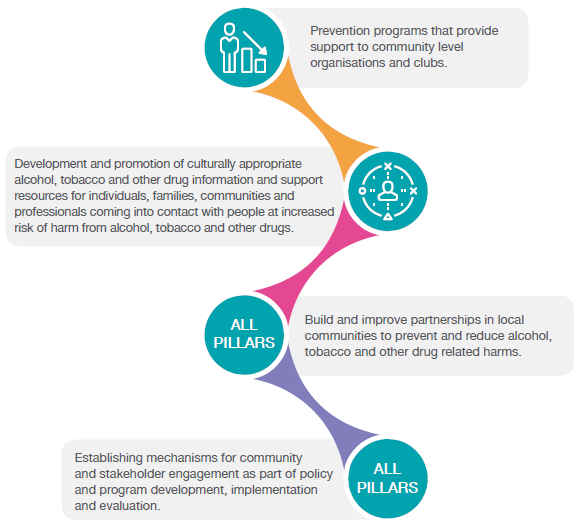 Prevention programs that provide
support to community level
organisations and clubs.
Development and promotion of culturally appropriate
alcohol, tobacco and other drug information and support
resources for individuals, families, communities and
professionals coming into contact with people at increased
risk of harm from alcohol, tobacco and other drugs.
ALL
PILLARS
Build and improve partnerships in local
communities to prevent and reduce alcohol,
tobacco and other drug related harms.
Establishing mechanisms for community
and stakeholder engagement as part of policy
and program development, implementation
and evaluation.
ALL
PILLARS